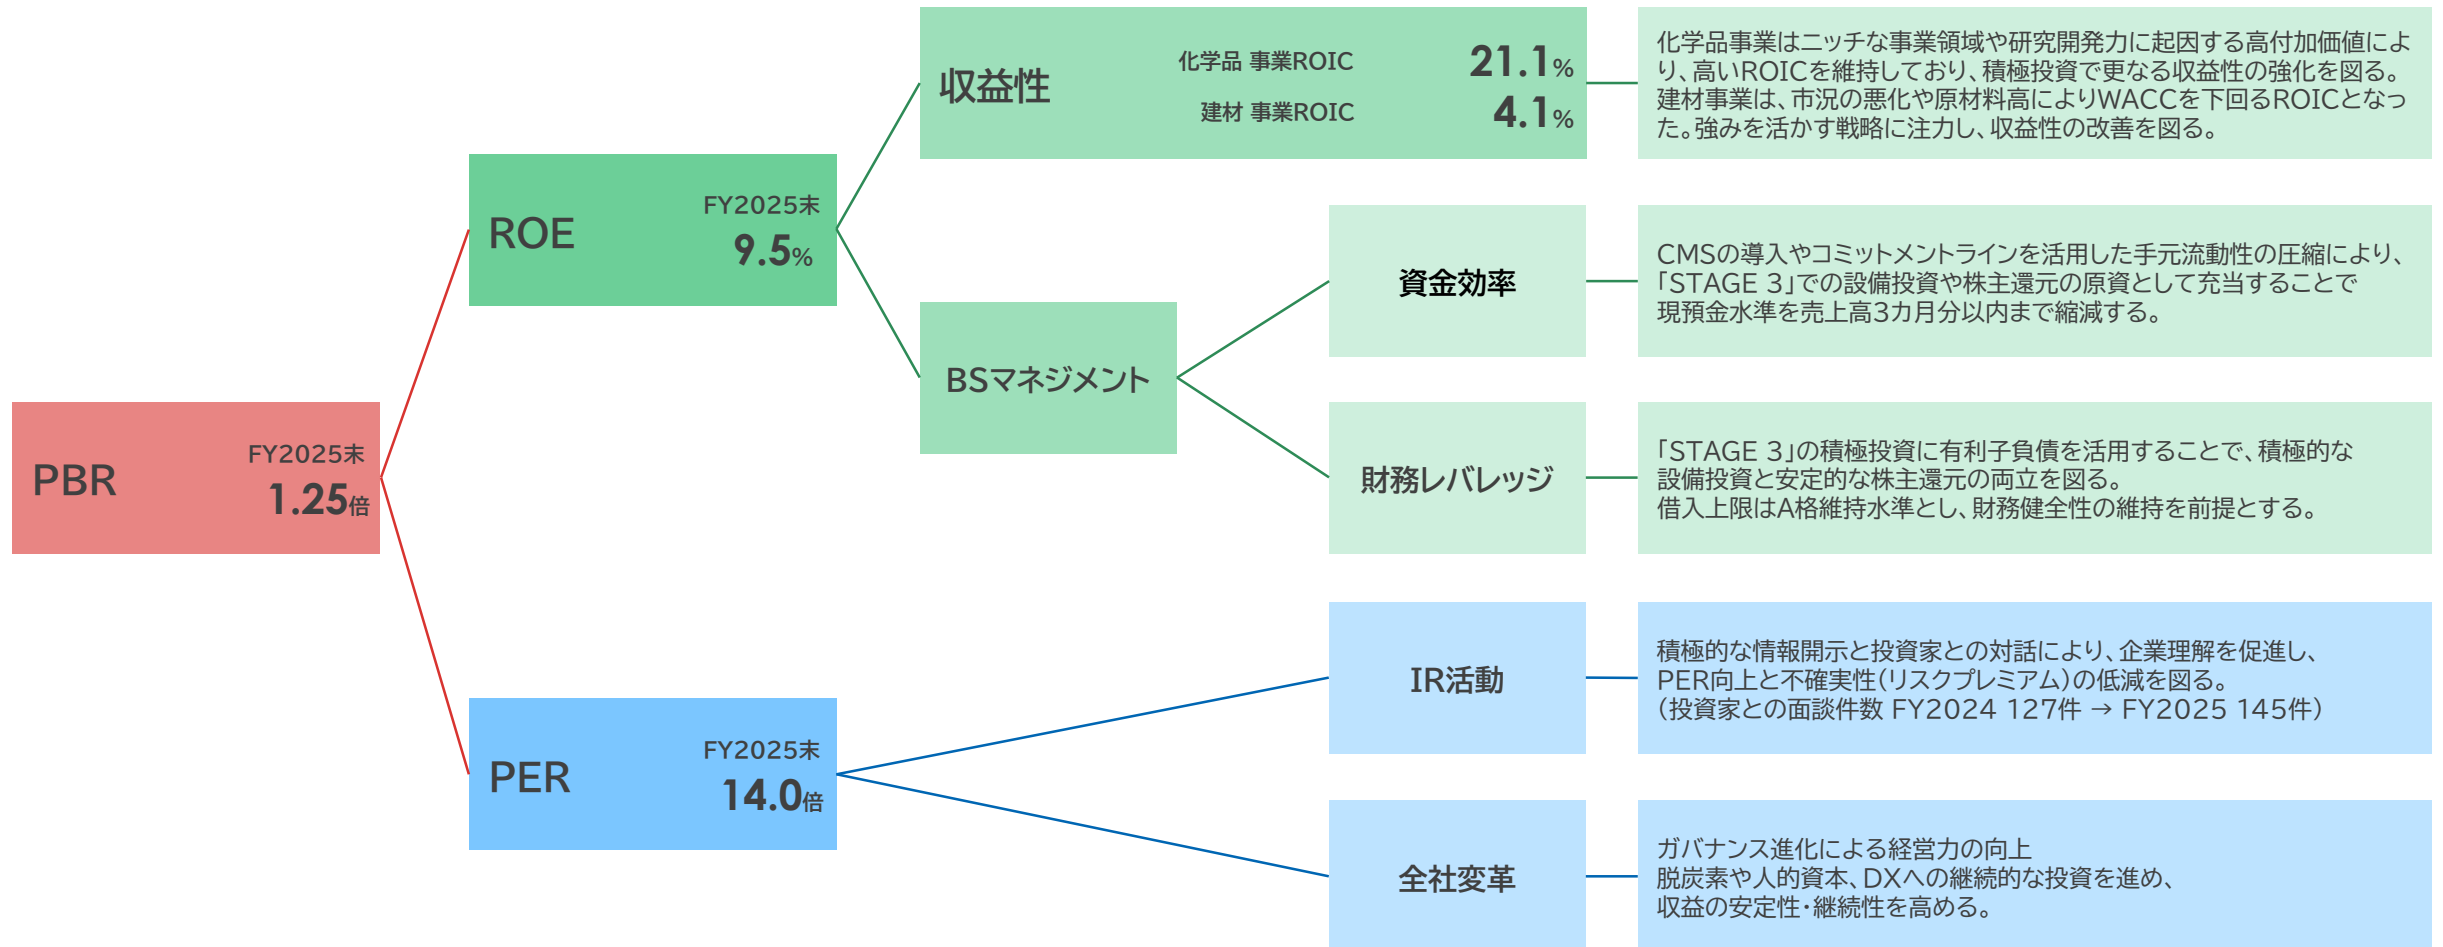 PBR
FY2025末
1.25倍
ROE
FY2025末
9.5%
収益性
化学品 事業ROIC 21.1%
建材 事業ROIC 4.1%
化学品事業はニッチな事業領域や研究開発力に起因する高付加価値によ
り、高いROICを維持しており、積極投資で更なる収益性の強化を図る。
建材事業は、市況の悪化や原材料高によりWACCを下回るROICとなっ
た。強みを活かす戦略に注力し、収益性の改善を図る。
BSマネジメント
資金効率
CMSの導入やコミットメントラインを活用した手元流動性の圧縮により、
「STAGE 3」での設備投資や株主還元の原資として充当することで
現預金水準を売上高3カ月分以内まで縮減する。
財務レバレッジ
「STAGE 3」の積極投資に有利子負債を活用することで、積極的な
設備投資と安定的な株主還元の両立を図る。
借入上限はA格維持水準とし、財務健全性の維持を前提とする。
PER
FY2025末
14.0倍
IR活動
積極的な情報開示と投資家との対話により、企業理解を促進し、
PER向上と不確実性(リスクプレミアム)の低減を図る。
(投資家との面談件数 FY2024 127件 → FY2025 145件)
全社変革
ガバナンス進化による経営力の向上
脱炭素や人的資本、DXへの継続的な投資を進め、
収益の安定性・継続性を高める。